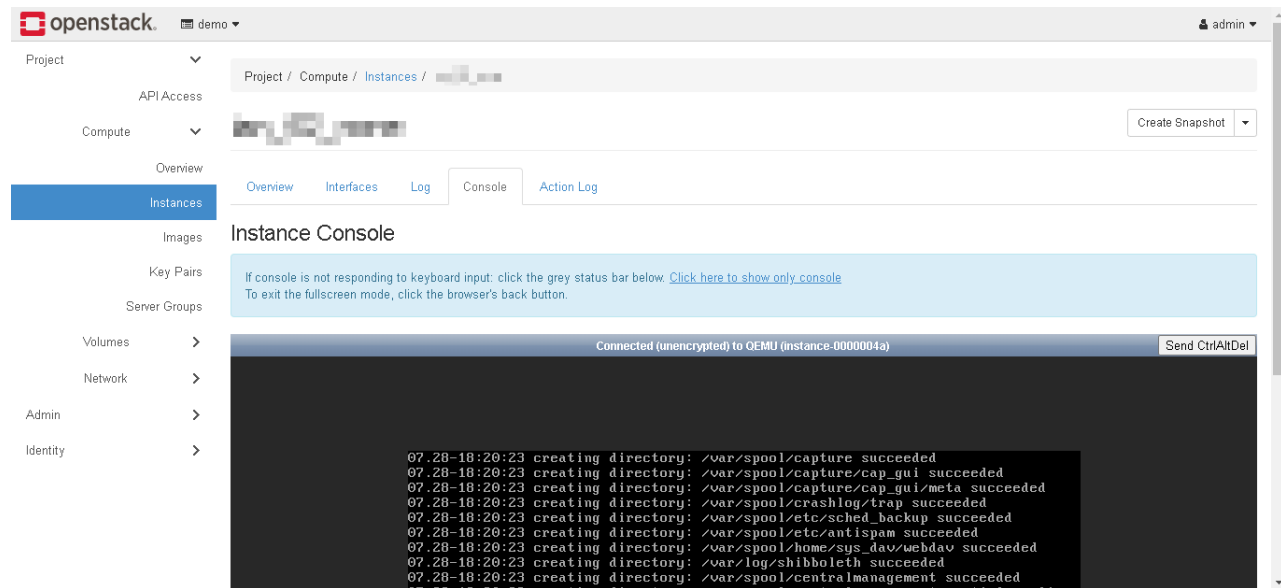 openstack. demo admin
Project
Project / Compute / Instances /
API Access
Create Snapshot
Compute
Overview
Overview Interfaces Log Console Action Log
Instances
Instance Console
Images
Key Pairs
If console is not responding to keyboard input: click the grey status bar below. Click here to show only console
To exit the fullscreen mode, click the browser's back button.
Server Groups
Volumes
Connected (unencrypted) to QEMU (instance-0000004a) Send CtrlAltDel
Network
Admin
Identity
07.28-18:20:23 creating directory: /var/spool/capture succeeded
07.28-18:20:23 creating directory: /var/spool/capture/cap_gui succeeded
07.28-18:20:23 creating directory: /var/spool/capture/cap_gui/meta succeeded
07.28-18:20:23 creating directory: /var/spool/crashlog/trap succeeded
07.28-18:20:23 creating directory: /var/spool/etc/sched_backup succeeded
07.28-18:20:23 creating directory: /var/spool/etc/antispam succeeded
07.28-18:20:23 creating directory: /var/spool/home/sys_dav/webdav succeeded
07.28-18:20:23 creating directory: /var/log/shibboleth succeeded
07.28-18:20:23 creating directory: /var/spool/centralmanagement succeeded